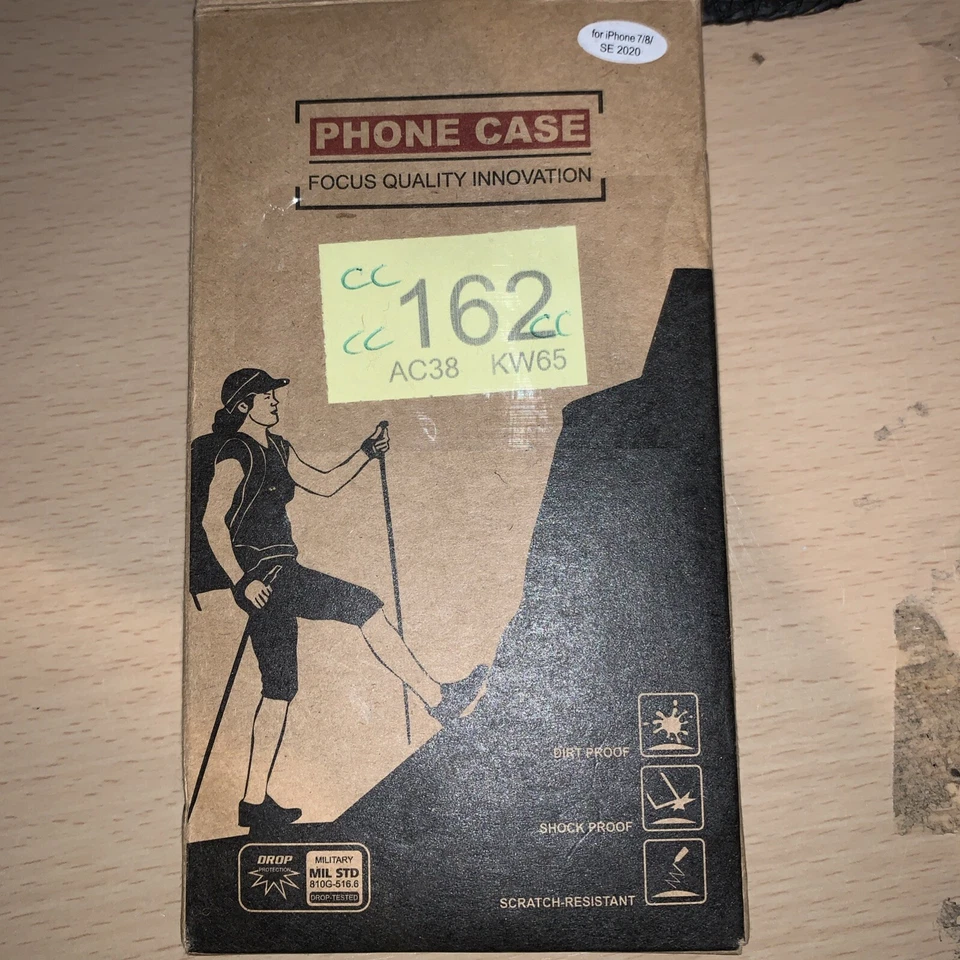 for iPhone 7/8/
SE 2020
PHONE CASE
FOCUS QUALITY INNOVATION
CC
162
CC
CC
AC38 KW65
DIRT PROOF
SHOCK PROOF
SCRATCH-RESISTANT
DROP
PROTECTION
MILITARY
MIL STD
810G-516.6
DROP-TESTED